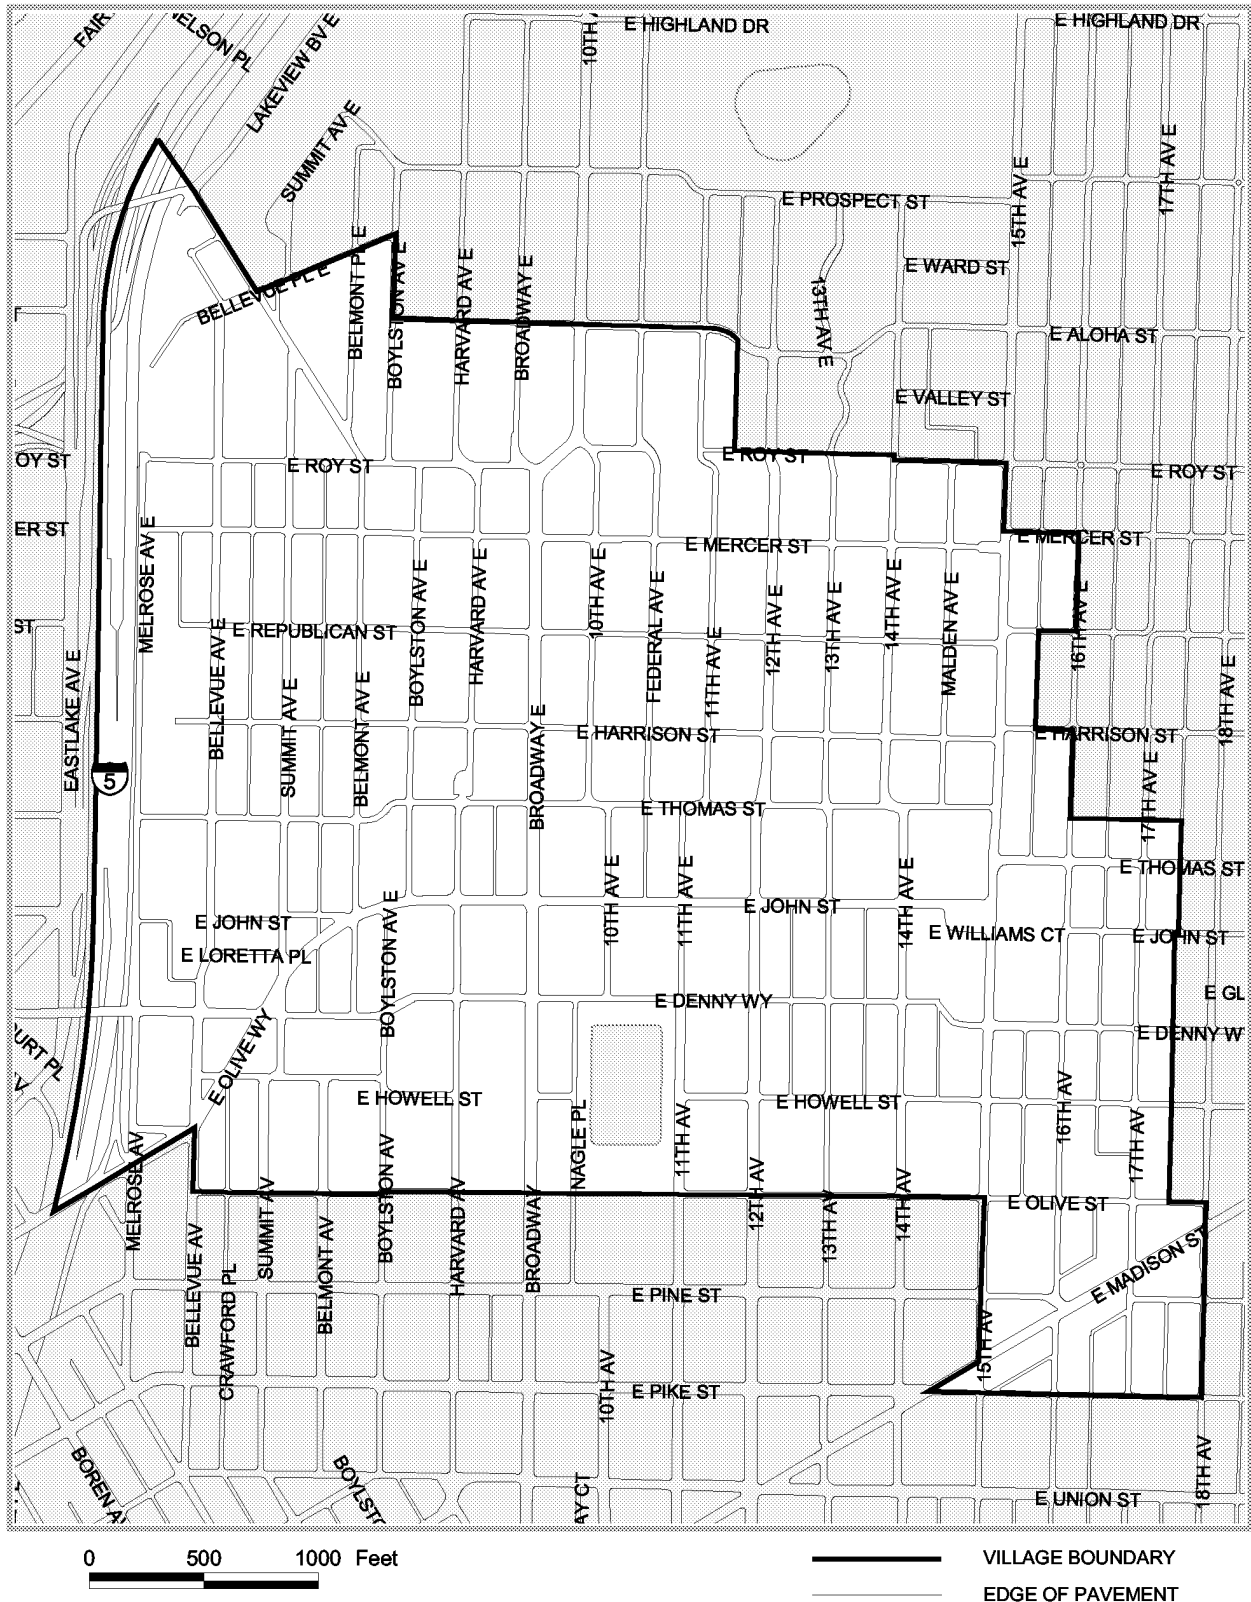 FAIR
NELSON PL
LAKEVIEW BV E
10TH
E HIGHLAND DR
E HIGHLAND DR
SUMMIT AV E
15TH AV E
17TH AV E
E PROSPECT ST
E WARD ST
BELLEVUE PL E
BELMONT PL E
BOYLSTON AV E
HARVARD AV E
BROADWAY E
13TH AV E
E ALOHA ST
E VALLEY ST
OY ST
E ROY ST
E ROY ST
E ROY ST
ER ST
MELROSE AV E
E MERCER ST
E MERCER ST
ST
BELLEVUE AV E
E REPUBLICAN ST
BOYLSTON AV E
HARVARD AV E
10TH AV E
FEDERAL AV E
11TH AV E
12TH AV E
13TH AV E
14TH AV E
MALDEN AV E
16TH AV E
18TH AV E
EASTLAKE AV E
SUMMIT AV E
BELMONT AV E
BROADWAY E
E HARRISON ST
E HARRISON ST
5
17TH AV E
E THOMAS ST
E THOMAS ST
BOYLSTON AV E
10TH AV E
11TH AV E
14TH AV E
E JOHN ST
E JOHN ST
E WILLIAMS CT
E JOHN ST
E LORETTA PL
E GL
E DENNY WY
E DENNY W
URT PL
V
E OLIVE WY
E HOWELL ST
E HOWELL ST
16TH AV
17TH AV
MELROSE AV
NAGLE PL
11TH AV
12TH AV
13TH AV
14TH AV
E OLIVE ST
BELLEVUE AV
CRAWFORD PL
SUMMIT AV
BELMONT AV
BOYLSTON AV
HARVARD AV
BROADWAY
E MADISON ST
E PINE ST
15TH AV
10TH AV
E PIKE ST
BOREN AV
BOYLSTO
AY CT
E UNION ST
18TH AV
0 500 1000 Feet
VILLAGE BOUNDARY
EDGE OF PAVEMENT